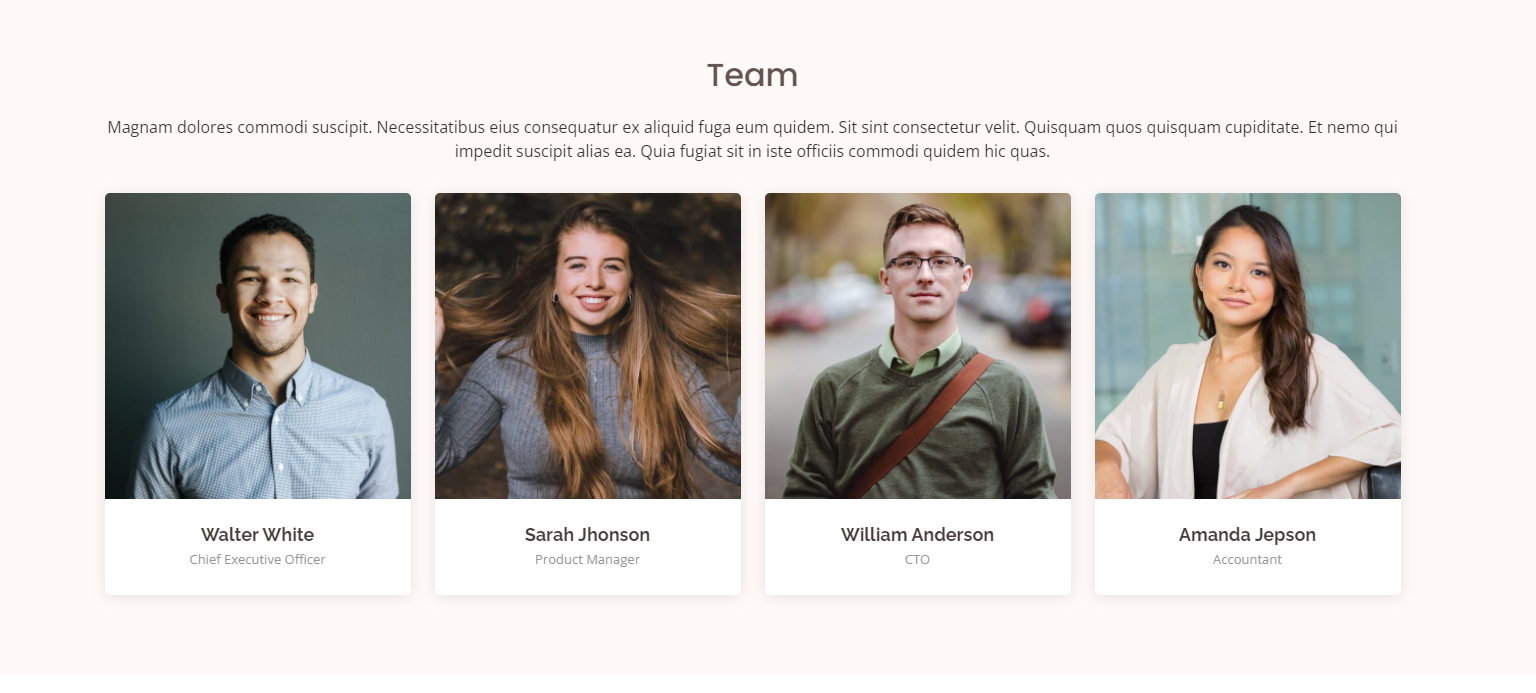 Team
Magnam dolores commodi suscipit. Necessitatibus eius consequatur ex aliquid fuga eum quidem. Sit sint consectetur velit. Quisquam quos quisquam cupiditate. Et nemo qui
impedit suscipit alias ea. Quia fugiat sit in iste officiis commodi quidem hic quas.
Walter White
Chief Executive Officer
Sarah Jhonson
Product Manager
William Anderson
CTO
Amanda Jepson
Accountant